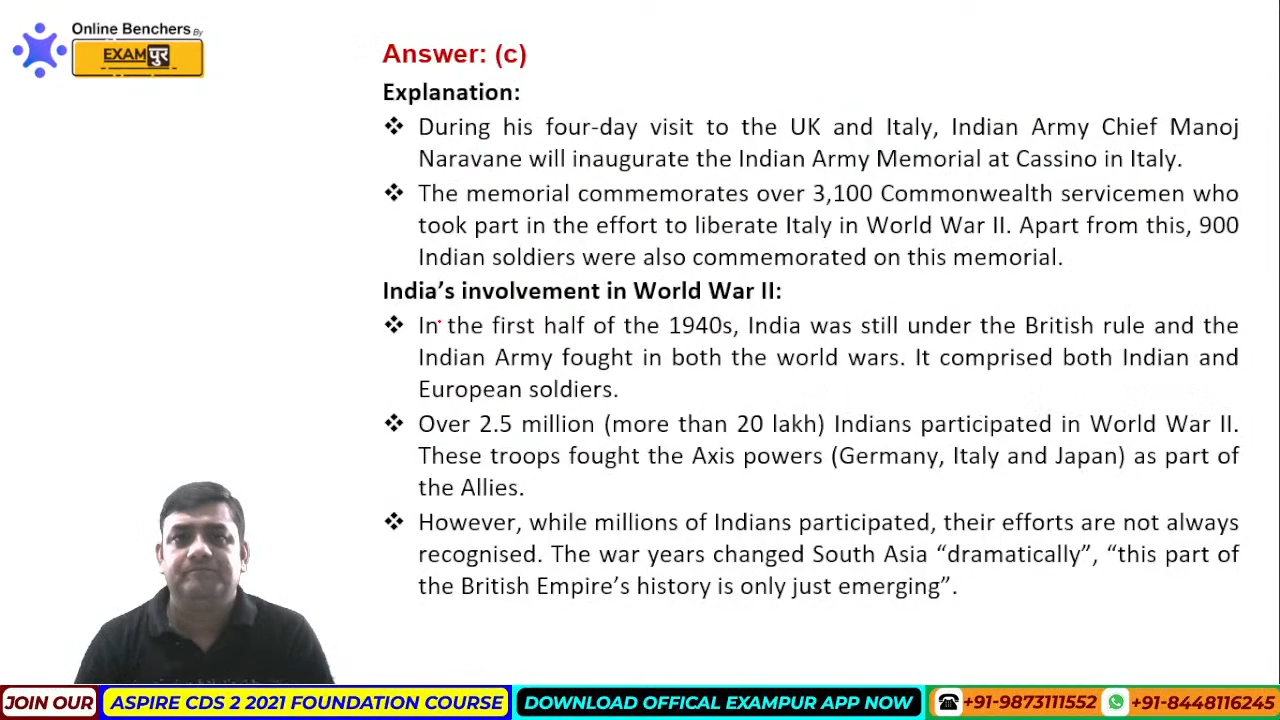 Online Benchers By
EXAMपुर
Answer: (c)
Explanation:
❖ During his four-day visit to the UK and Italy, Indian Army Chief Manoj
Naravane will inaugurate the Indian Army Memorial at Cassino in Italy.
❖ The memorial commemorates over 3,100 Commonwealth servicemen who
took part in the effort to liberate Italy in World War II. Apart from this, 900
Indian soldiers were also commemorated on this memorial.
India’s involvement in World War II:
❖ In the first half of the 1940s, India was still under the British rule and the
Indian Army fought in both the world wars. It comprised both Indian and
European soldiers.
❖ Over 2.5 million (more than 20 lakh) Indians participated in World War II.
These troops fought the Axis powers (Germany, Italy and Japan) as part of
the Allies.
❖ However, while millions of Indians participated, their efforts are not always
recognised. The war years changed South Asia “dramatically”, “this part of
the British Empire’s history is only just emerging”.
JOIN OUR ASPIRE CDS 2 2021 FOUNDATION COURSE DOWNLOAD OFFICAL EXAMPUR APP NOW +91-9873111552 +91-8448116245